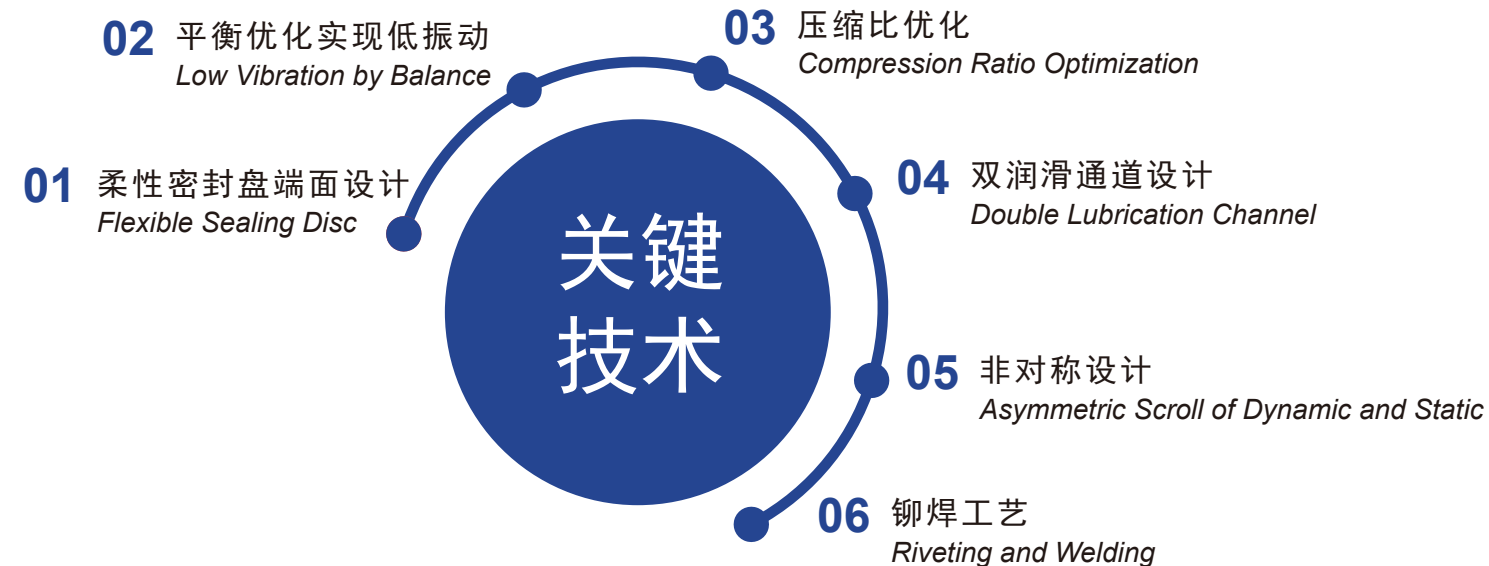 01 柔性密封盘端面设计
Flexible Sealing Disc
02 平衡优化实现低振动
Low Vibration by Balance
03 压缩比优化
Compression Ratio Optimization
04 双润滑通道设计
Double Lubrication Channel
05 非对称设计
Asymmetric Scroll of Dynamic and Static
06 铆焊工艺
Riveting and Welding
关键
技术